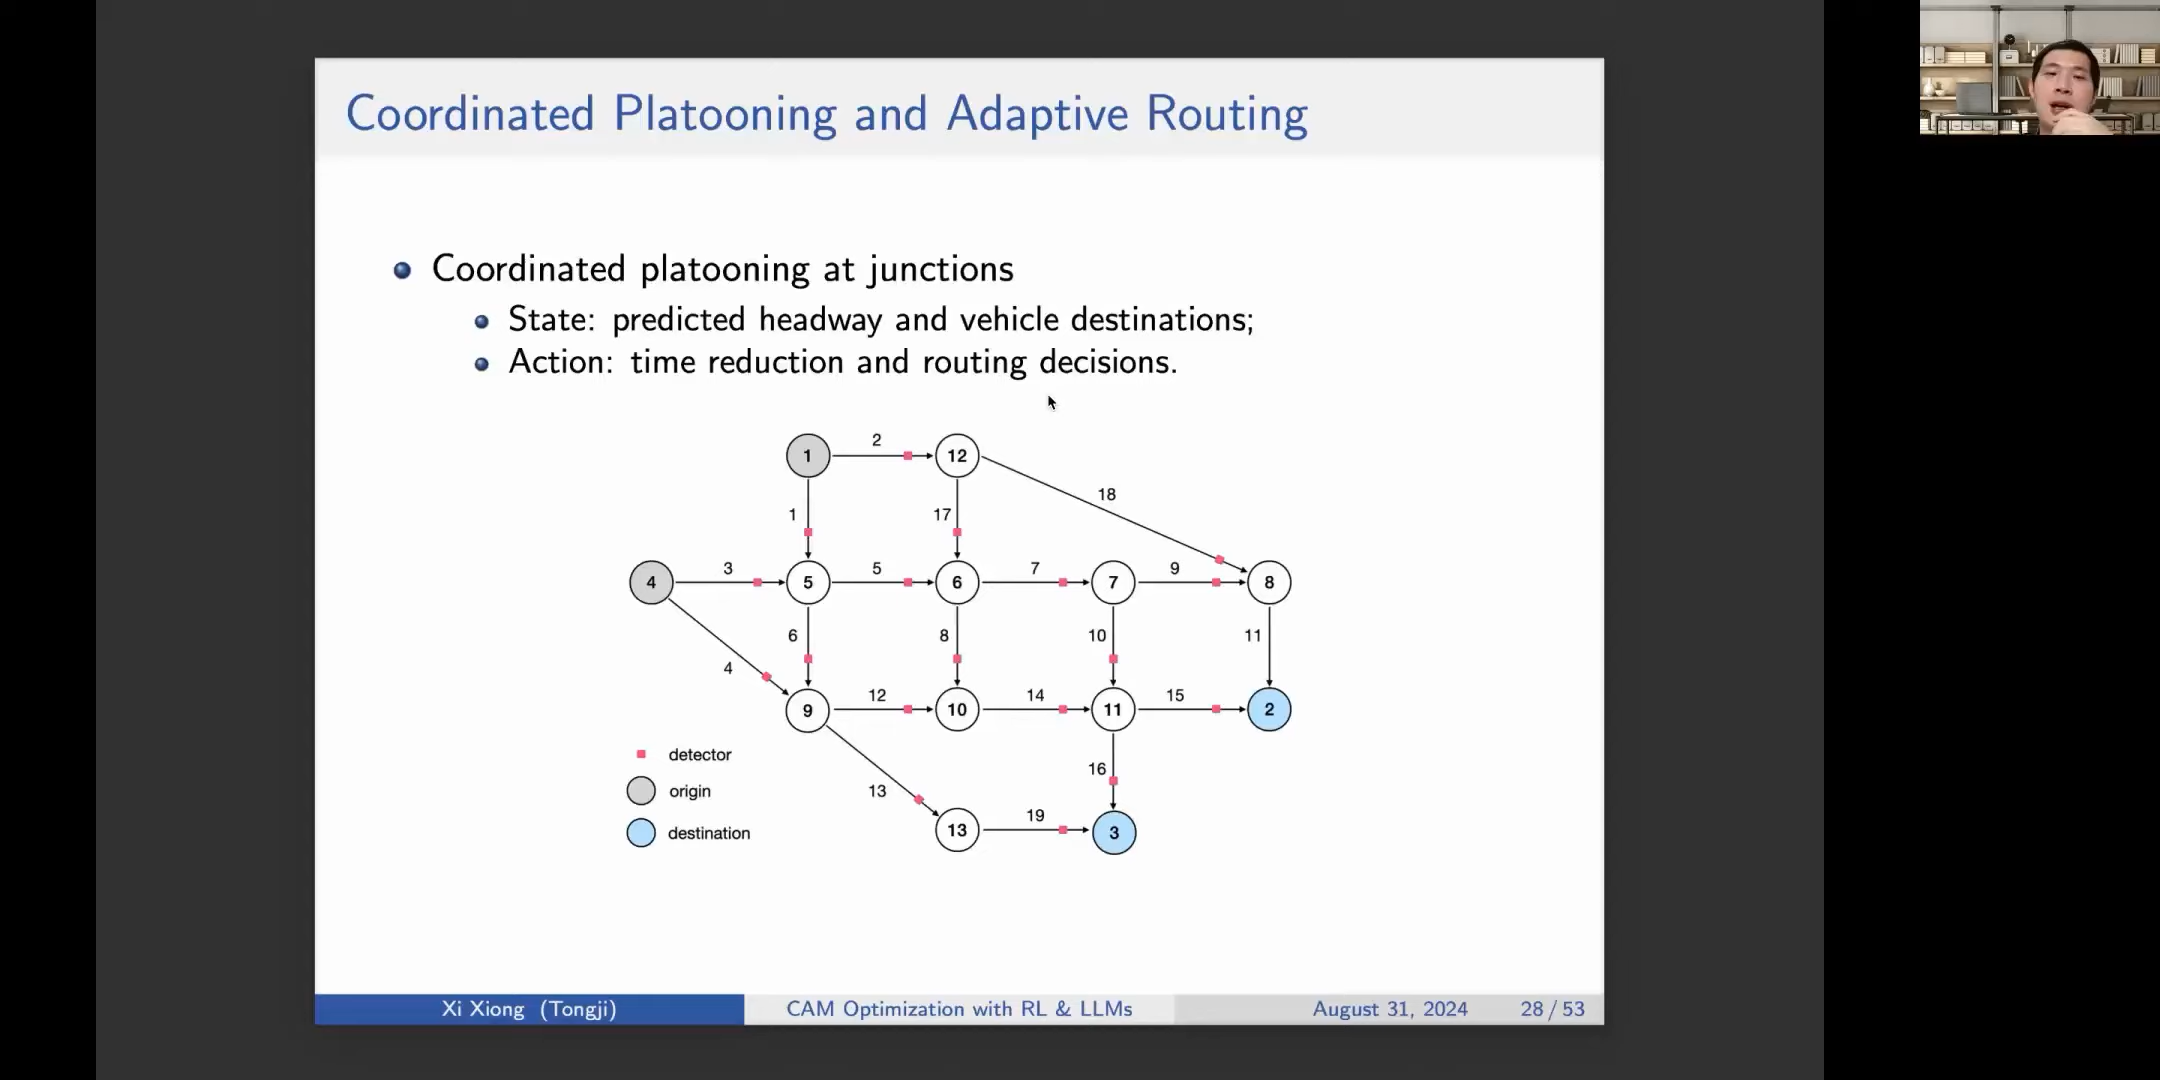 Coordinated Platooning and Adaptive Routing
Coordinated platooning at junctions
State: predicted headway and vehicle destinations;
Action: time reduction and routing decisions.
1 2 12
18
1 17
4 3 5 5 6 7 7 9 8
6 8 10 11
4
9 12 10 14 11 15 2
detector
16
origin
13
19
destination
13 3
Xi Xiong (Tongji) CAM Optimization with RL & LLMs August 31, 2024 28 / 53